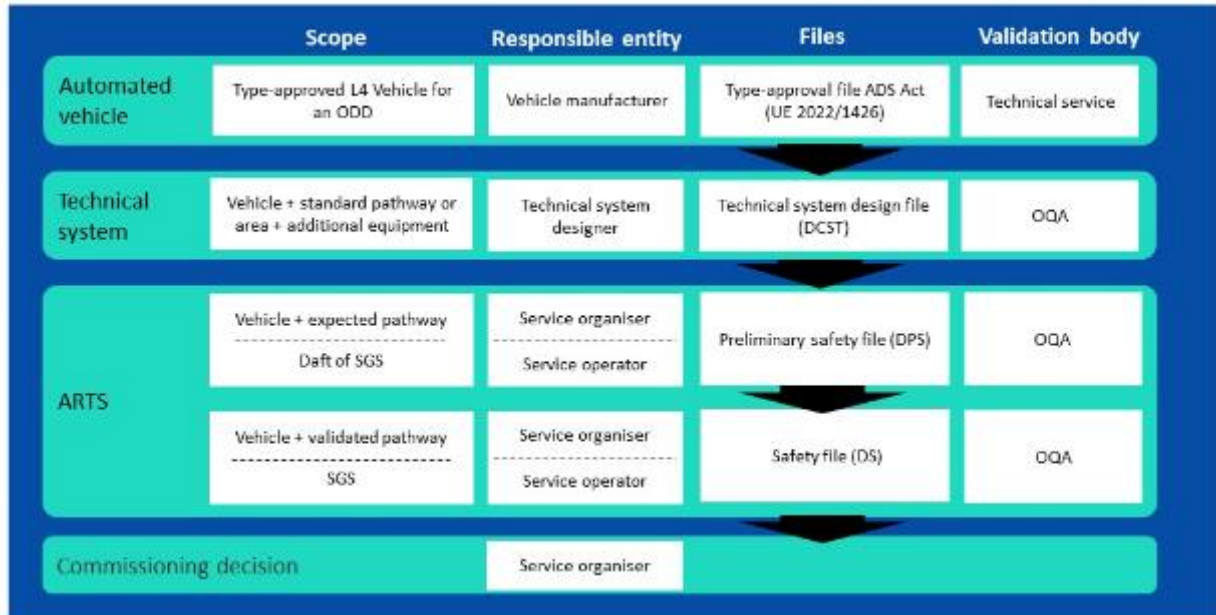 Scope Responsible entity Files Validation body
Automated
vehicle
Type-approved L4 Vehicle for
an ODD
Vehicle manufacturer
Type-approval file ADS Act
(UE 2022/1426)
Technical service
Technical
system
Vehicle + standard pathway or
area + additional equipment
Technical system
designer
Technical system design file
(DCST)
OQA
ARTS
Vehicle + expected pathway
Daft of SGS
Service organiser
Service operator
Preliminary safety file (DPS)
OQA
Vehicle + validated pathway
SGS
Service organiser
Service operator
Safety file (DS)
OQA
Commissioning decision
Service organiser